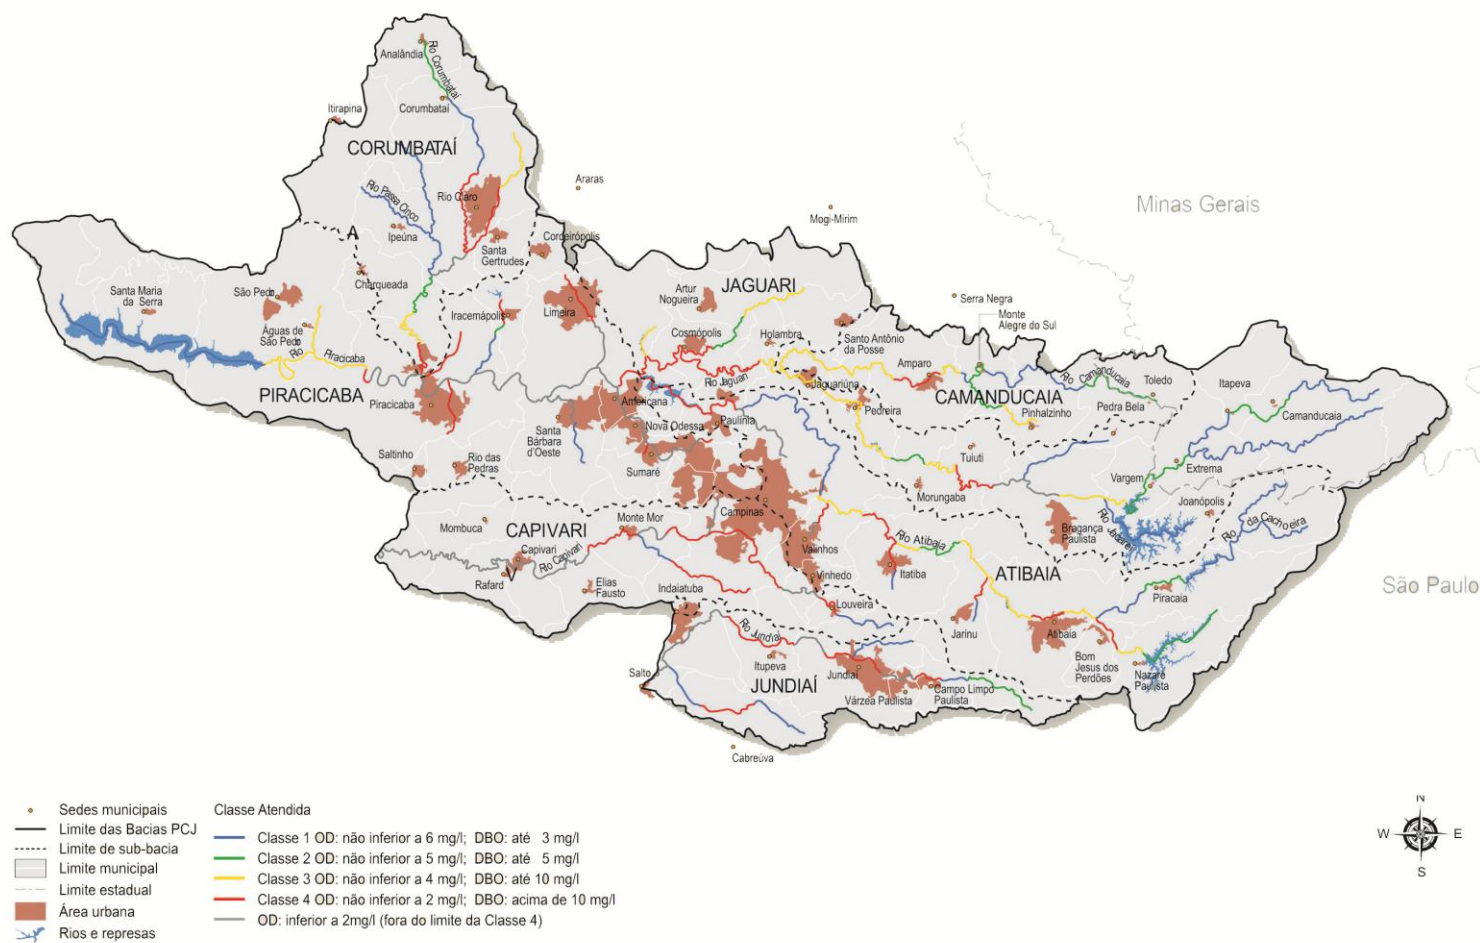 Analândia
Rio Corumbataí
Corumbataí
Itirapina
CORUMBATAÍ
Rio Passa Cinco
Rio Claro
Araras
Mogi-Mirim
Minas Gerais
A
Ipeúna
Santa
Gertrudes
Cordeirópolis
Charqueada
Santa Maria
da Serra
São Pedro
Águas de
São Pedro
Rio
Piracicaba
Iracemápolis
Limeira
Artur
Nogueira
JAGUARI
Serra Negra
Monte
Alegre do Sul
Cosmópolis
Holambra
Santo Antônio
da Posse
Amparo
Rio Camanducaia
Toledo
Itapeva
PIRACICABA
Piracicaba
Americana
Rio Jaguari
Jaguariúna
Pedreira
CAMANDUCAIA
Pinhalzinho
Pedra Bela
Camanducaia
Santa
Bárbara
d'Oeste
Nova Odessa
Paulínia
Saltinho
Rio das
Pedras
Sumaré
Tuiuti
Morungaba
Vargem
Extrema
Joanópolis
Mombuca
CAPIVARI
Monte Mor
Campinas
Valinhos
Rio Atibaia
Bragança
Paulista
Rio Jacareí
Rio
da Cachoeira
Capivari
Rio Capivari
V
Rafard
Elias
Fausto
Indaiatuba
Vinhedo
Itatiba
ATIBAIA
Piracaia
São Paulo
Louveira
Jarinu
Atibaia
Rio Jundiaí
Salto
Itupeva
Jundiaí
JUNDIAÍ
Várzea Paulista
Campo Limpo
Paulista
Bom
Jesus dos
Perdões
Nazaré
Paulista
Cabreúva
Sedes municipais
Limite das Bacias PCJ
Limite de sub-bacia
Limite municipal
Limite estadual
Área urbana
Rios e represas
Classe Atendida
Classe 1 OD: não inferior a 6 mg/l; DBO: até 3 mg/l
Classe 2 OD: não inferior a 5 mg/l; DBO: até 5 mg/l
Classe 3 OD: não inferior a 4 mg/l; DBO: até 10 mg/l
Classe 4 OD: não inferior a 2 mg/l; DBO: acima de 10 mg/l
OD: inferior a 2mg/l (fora do limite da Classe 4)
N
W
E
S